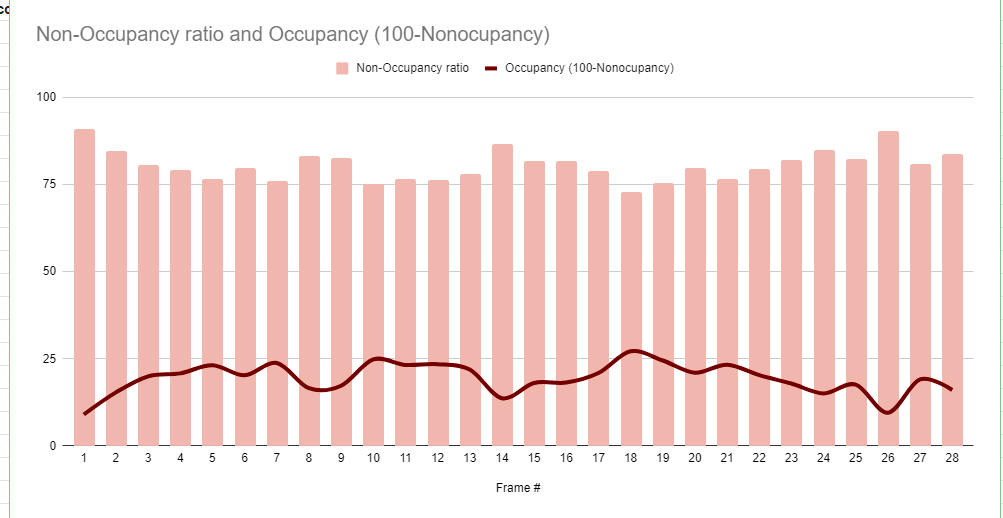 Non-Occupancy ratio and Occupancy (100-Nonocupancy)
Non-Occupancy ratio Occupancy (100-Nonocupancy)
100
75
50
25
0
1 2 3 4 5 6 7 8 9 10 11 12 13 14 15 16 17 18 19 20 21 22 23 24 25 26 27 28
Frame #